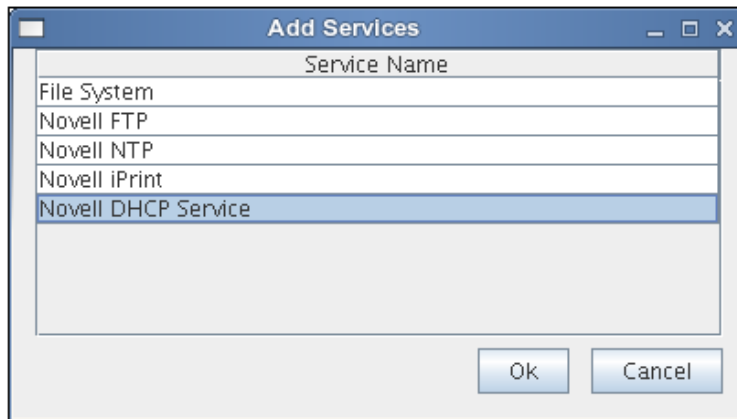 Add Services
Service Name
File System
Novell FTP
Novell NTP
Novell iPrint
Novell DHCP Service
Ok Cancel